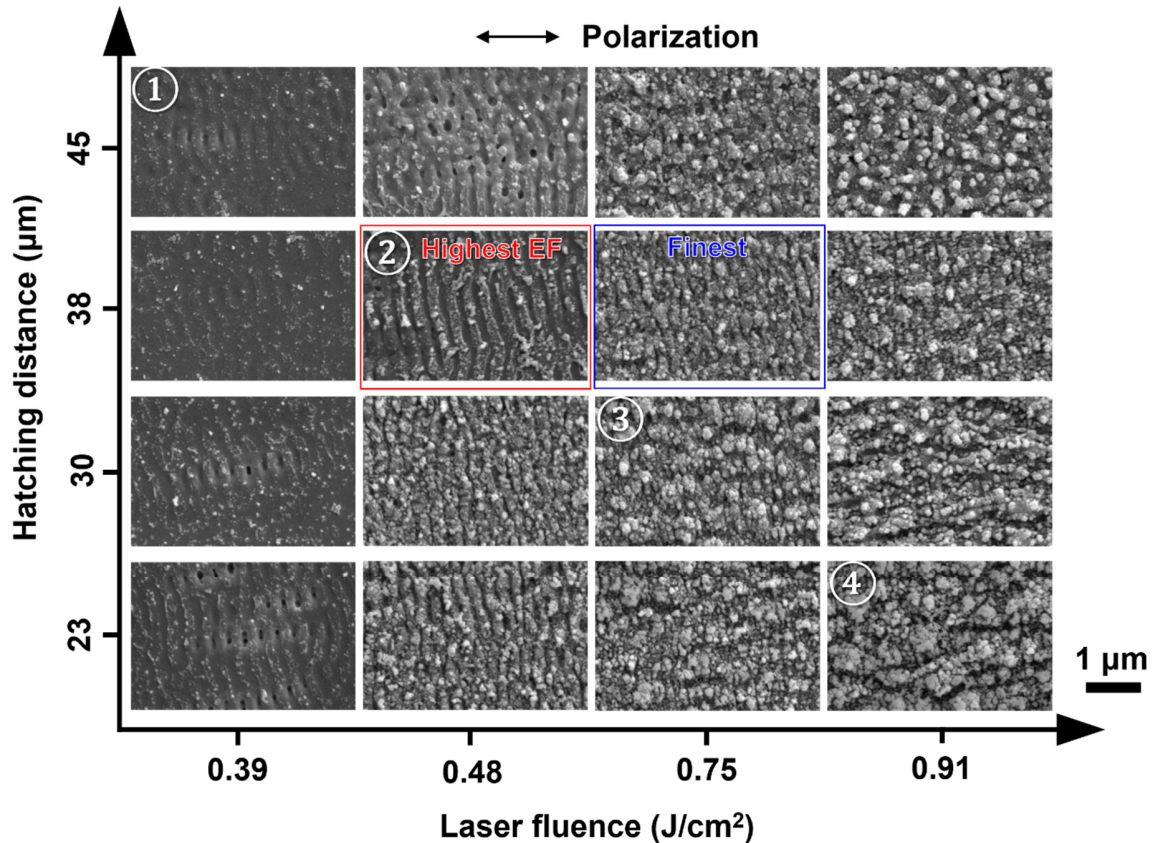 Polarization
Hatching distance (µm)
45
38
30
23
①
② Highest EF
Finest
③
④
1 µm
0.39 0.48 0.75 0.91
Laser fluence (J/cm²)